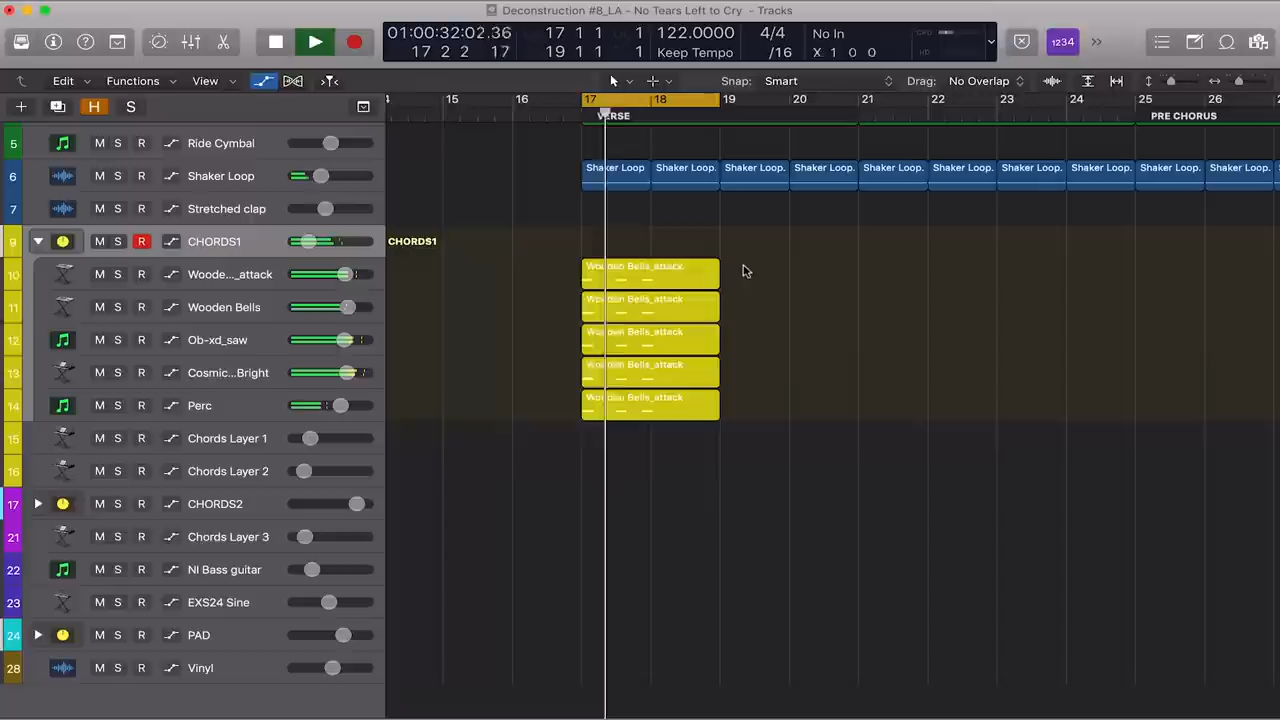 Deconstruction #8_LA - No Tears Left to Cry - Tracks
01:00:32:02.36 17 1 1 1 122.0000 4/4 No In CPU
17 2 2 17 19 1 1 1 Keep Tempo /16 X. 1 0 0 HD
1234
Edit Functions View Snap: Smart Drag: No Overlap
H S 15 16 17 18 19 20 21 22 23 24 25 26
VERSE PRE CHORUS
5 M S R Ride Cymbal
6 M S R Shaker Loop Shaker Loop Shaker Loop. Shaker Loop. Shaker Loop. Shaker Loop. Shaker Loop. Shaker Loop. Shaker Loop. Shaker Loop. Shaker Loop.
7 M S R Stretched clap
9 M S R CHORDS1 CHORDS1
10 M S R Woode..._attack Wooden Bells_attack
11 M S R Wooden Bells Wooden Bells_attack
12 M S R Ob-xo_saw Wooden Bells_attack
13 M S R Cosmic...Bright Wooden Bells_attack
14 M S R Perc Wooden Bells_attack
15 M S R Chords Layer 1
16 M S R Chords Layer 2
17 M S R CHORDS2
21 M S R Chords Layer 3
22 M S R NI Bass guitar
23 M S R EXS24 Sine
24 M S R PAD
28 M S R Vinyl